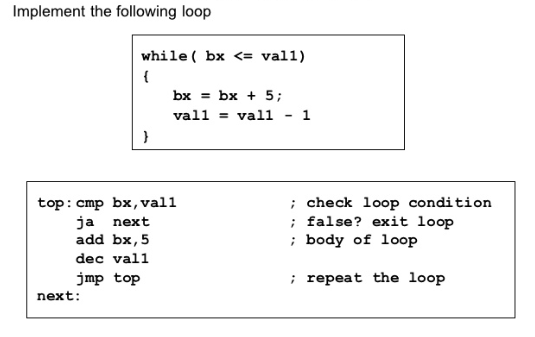 Implement the following loop
while( bx <= val1)
{
bx = bx + 5;
val1 = val1 - 1
}
top: cmp bx,val1 ; check loop condition
ja next ; false? exit loop
add bx,5 ; body of loop
dec val1
jmp top ; repeat the loop
next: